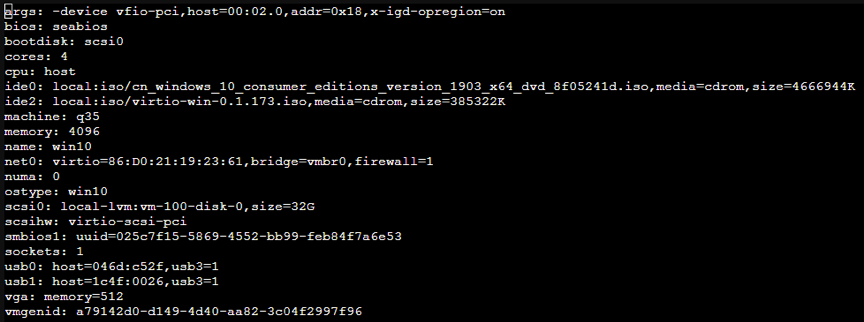 args: -device vfio-pci,host=00:02.0,addr=0x18,x-igd-opregion=on
bios: seabios
bootdisk: scsi0
cores: 4
cpu: host
ide0: local:iso/cn_windows_10_consumer_editions_version_1903_x64_dvd_8f05241d.iso,media=cdrom,size=4666944K
ide2: local:iso/virtio-win-0.1.173.iso,media=cdrom,size=385322K
machine: q35
memory: 4096
name: win10
net0: virtio=86:D0:21:19:23:61,bridge=vmbr0,firewall=1
numa: 0
ostype: win10
scsi0: local-lvm:vm-100-disk-0,size=32G
scsihw: virtio-scsi-pci
smbios1: uuid=025c7f15-5869-4552-bb99-feb84f7a6e53
sockets: 1
usb0: host=046d:c52f,usb3=1
usb1: host=1c4f:0026,usb3=1
vga: memory=512
vmgenid: a79142d0-d149-4d40-aa82-3c04f2997f96